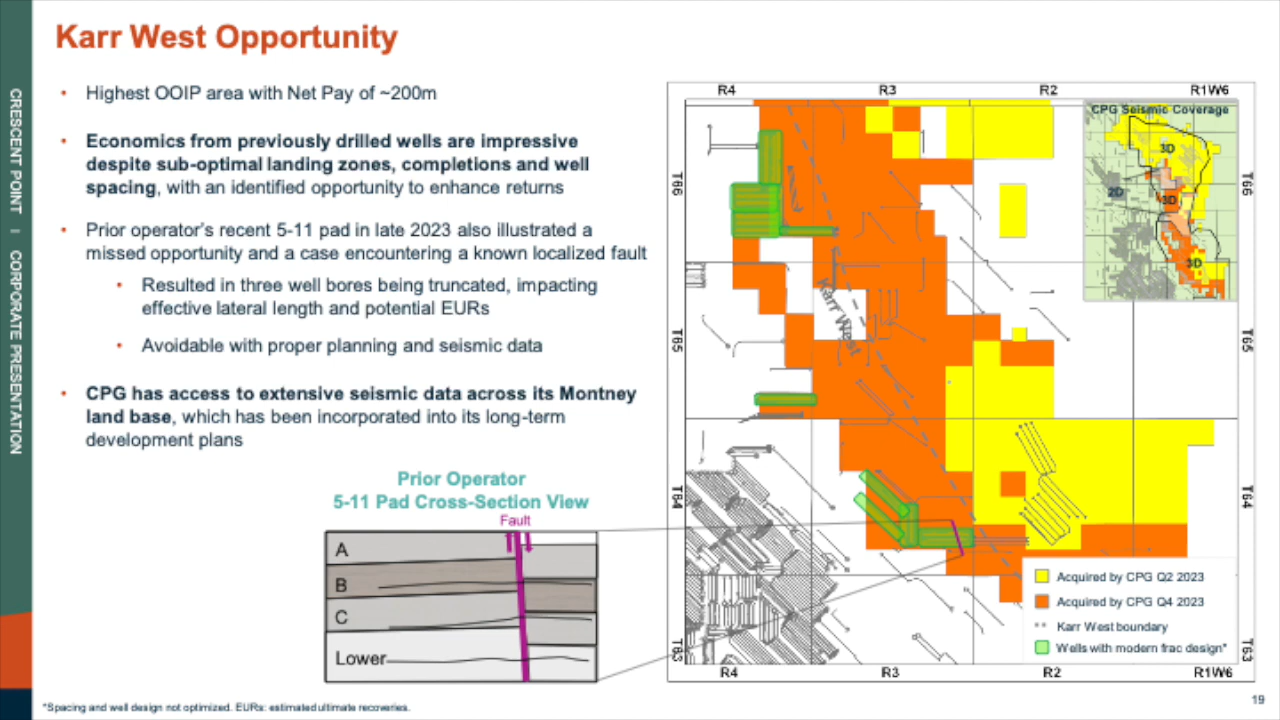 Karr West Opportunity
CRESCENT POINT | CORPORATE PRESENTATION
• Highest OOIP area with Net Pay of ~200m
• Economics from previously drilled wells are impressive
despite sub-optimal landing zones, completions and well
spacing, with an identified opportunity to enhance returns
• Prior operator's recent 5-11 pad in late 2023 also illustrated a
missed opportunity and a case encountering a known localized fault
• Resulted in three well bores being truncated, impacting
effective lateral length and potential EURs
• Avoidable with proper planning and seismic data
• CPG has access to extensive seismic data across its Montney
land base, which has been incorporated into its long-term
development plans
Prior Operator
5-11 Pad Cross-Section View
Fault
A
B
C
Lower
R4 R3 R2 R1W6
CPG Seismic Coverage
3D
2D
3D
3D
T66 T66
Karr West
T65 T65
T64 T64
T63 T63
Acquired by CPG Q2 2023
Acquired by CPG Q4 2023
Karr West boundary
Wells with modern frac design*
R4 R3 R2 R1W6
*Spacing and well design not optimized. EURs: estimated ultimate recoveries.
19